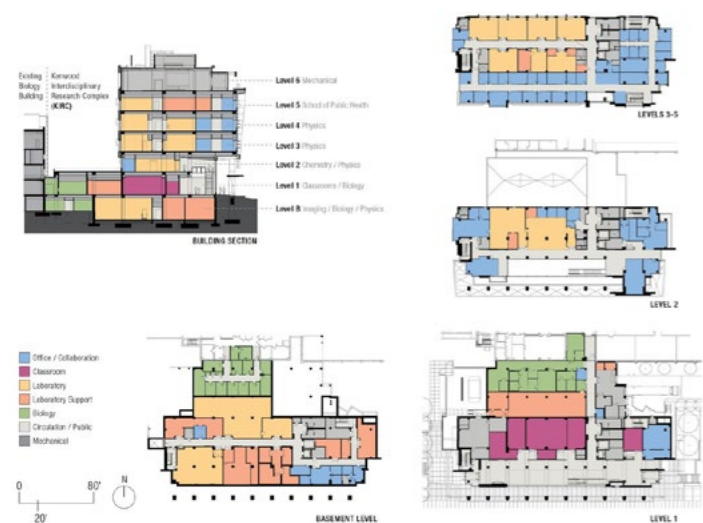 Existing
Biology
Building
Kenwood
Interdisciplinary
Research Complex
(KIRC)
Level 6 Mechanical
Level 5 School of Public Health
Level 4 Physics
Level 3 Physics
Level 2 Chemistry / Physics
Level 1 Classrooms / Biology
Level B Imaging / Biology / Physics
BUILDING SECTION
LEVELS 3-5
LEVEL 2
Office / Collaboration
Classroom
Laboratory
Laboratory Support
Biology
Circulation / Public
Mechanical
0 80'
20'
N
BASEMENT LEVEL
LEVEL 1